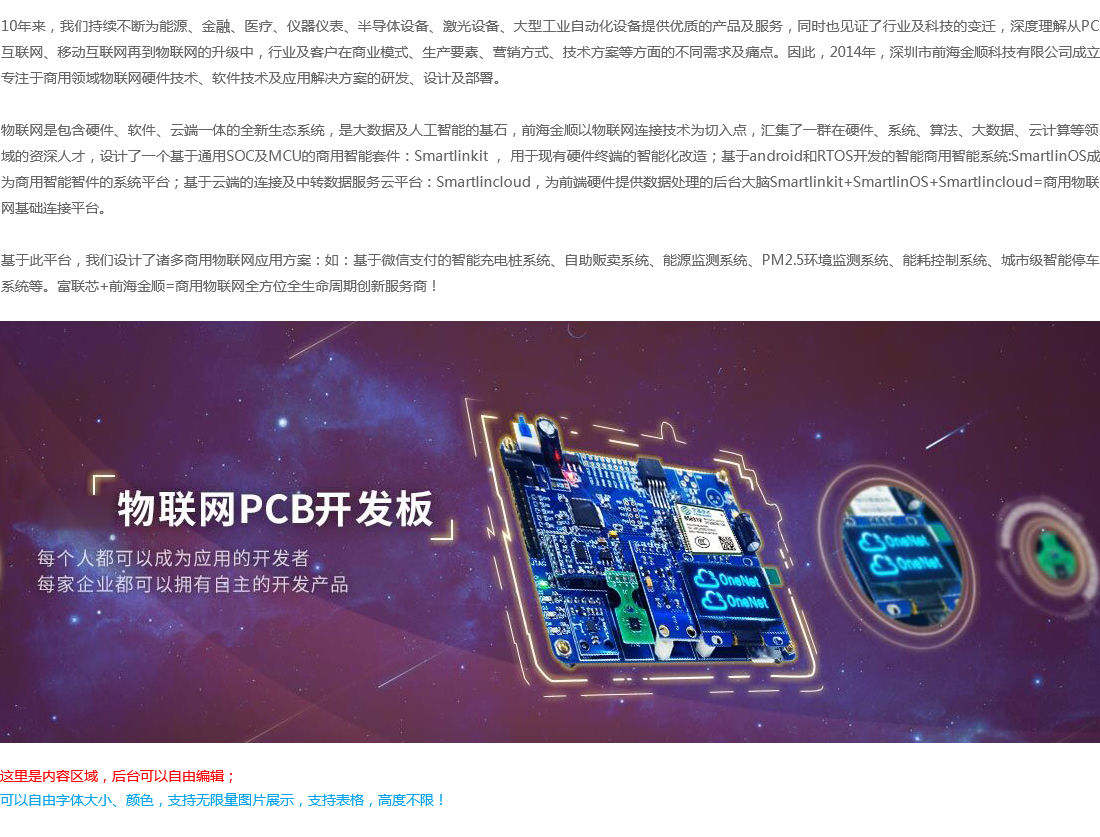 10年来，我们持续不断为能源、金融、医疗、仪器仪表、半导体设备、激光设备、大型工业自动化设备提供优质的产品及服务，同时也见证了行业及科技的变迁，深度理解从PC
互联网、移动互联网再到物联网的升级中，行业及客户在商业模式、生产要素、营销方式、技术方案等方面的不同需求及痛点。因此，2014年，深圳市前海金顺科技有限公司成立
专注于商用领域物联网硬件技术、软件技术及应用解决方案的研发、设计及部署。
物联网是包含硬件、软件、云端一体的全新生态系统，是大数据及人工智能的基石，前海金顺以物联网连接技术为切入点，汇集了一群在硬件、系统、算法、大数据、云计算等领
域的资深人才，设计了一个基于通用SOC及MCU的商用智能套件：Smartlinkit ， 用于现有硬件终端的智能化改造；基于android和RTOS开发的智能商用智能系统:SmartlinOS成
为商用智能智件的系统平台；基于云端的连接及中转数据服务云平台：Smartlincloud，为前端硬件提供数据处理的后台大脑Smartlinkit+SmartlinOS+Smartlincloud=商用物联
网基础连接平台。
基于此平台，我们设计了诸多商用物联网应用方案：如：基于微信支付的智能充电桩系统、自助贩卖系统、能源监测系统、PM2.5环境监测系统、能耗控制系统、城市级智能停车
系统等。富联芯+前海金顺=商用物联网全方位全生命周期创新服务商！
物联网PCB开发板
每个人都可以成为应用的开发者
每家企业都可以拥有自主的开发产品
OneNet
OneNet
OneNet
OneNet
这里是内容区域，后台可以自由编辑；
可以自由字体大小、颜色，支持无限量图片展示，支持表格，高度不限！